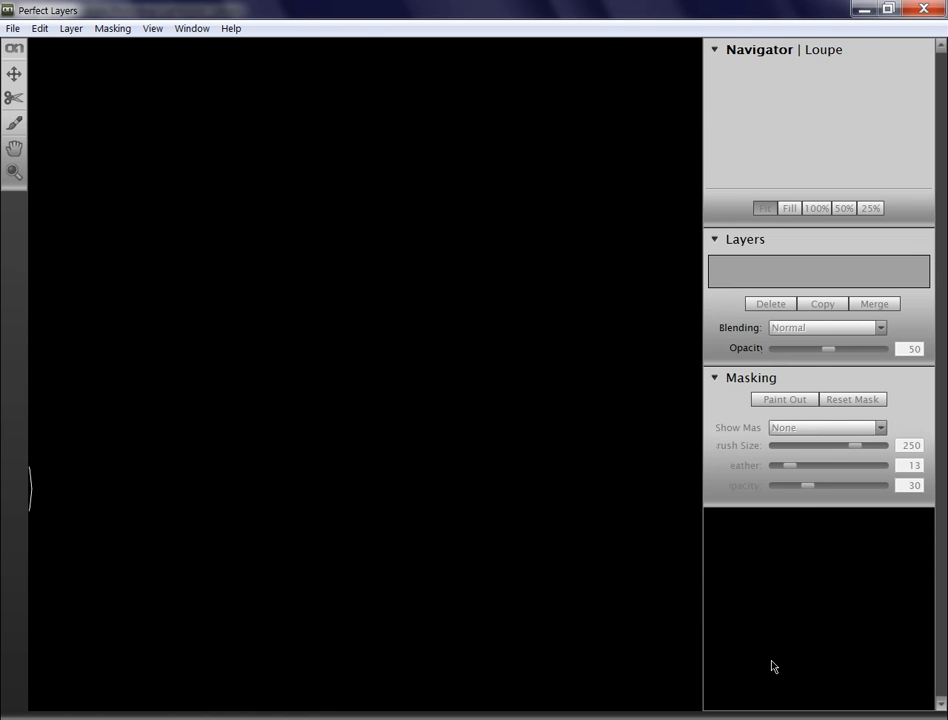 Perfect Layers
File Edit Layer Masking View Window Help
on
Navigator | Loupe
Fit Fill 100% 50% 25%
Layers
Delete Copy Merge
Blending: Normal
Opacity 50
Masking
Paint Out Reset Mask
Show Mas None
rush Size: 250
eather: 13
pacity: 30